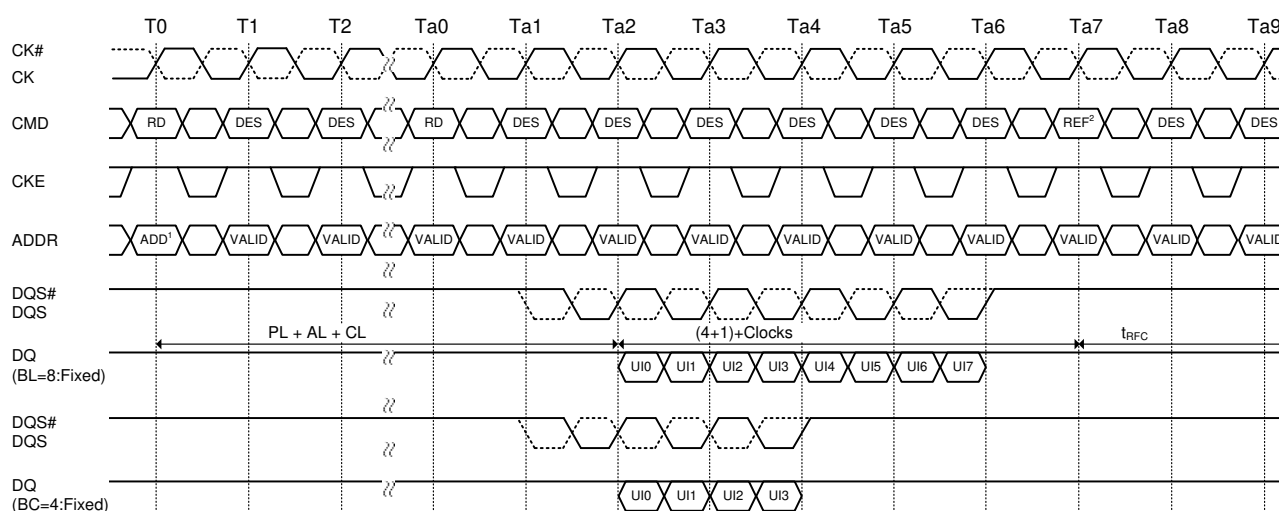 T0 T1 T2 Ta0 Ta1 Ta2 Ta3 Ta4 Ta5 Ta6 Ta7 Ta8 Ta9
CK#
CK
CMD RD DES DES RD DES DES DES DES DES DES REF² DES DES
CKE
ADDR ADD¹ VALID VALID VALID VALID VALID VALID VALID VALID VALID VALID VALID VALID
DQS#
DQS
PL + AL + CL (4+1)+Clocks tRFC
DQ
(BL=8:Fixed) UI0 UI1 UI2 UI3 UI4 UI5 UI6 UI7
DQS#
DQS
DQ
(BC=4:Fixed) UI0 UI1 UI2 UI3